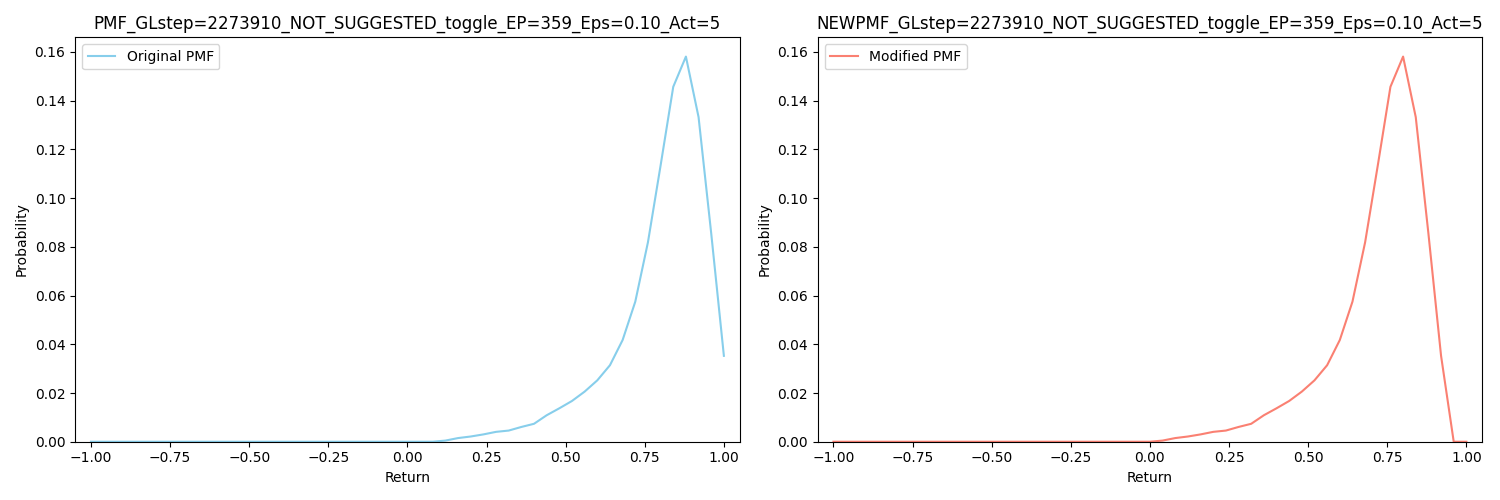 PMF_GLstep=2273910_NOT_SUGGESTED_toggle_EP=359_Eps=0.10_Act=5
Original PMF
0.16
0.14
0.12
0.10
0.08
0.06
0.04
0.02
0.00
Probability
−1.00 −0.75 −0.50 −0.25 0.00 0.25 0.50 0.75 1.00
Return
NEWPMF_GLstep=2273910_NOT_SUGGESTED_toggle_EP=359_Eps=0.10_Act=5
Modified PMF
0.16
0.14
0.12
0.10
0.08
0.06
0.04
0.02
0.00
Probability
−1.00 −0.75 −0.50 −0.25 0.00 0.25 0.50 0.75 1.00
Return